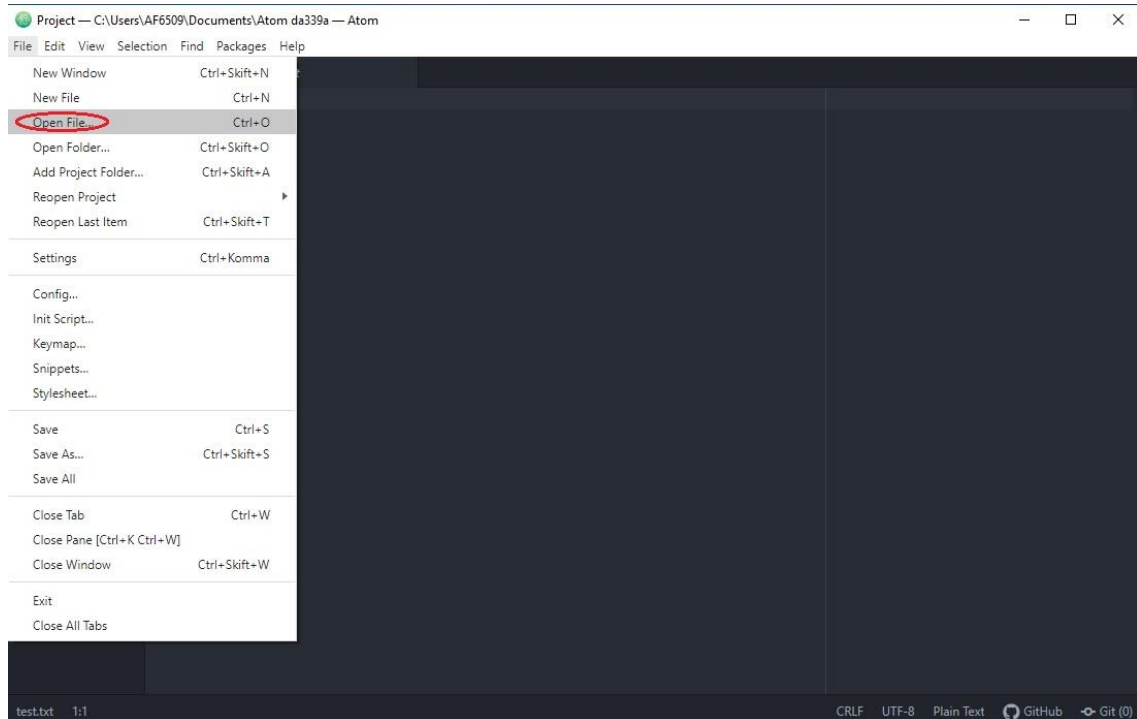 Project — C:\Users\AF6509\Documents\Atom da339a — Atom
File Edit View Selection Find Packages Help
New Window Ctrl+Skift+N
New File Ctrl+N
Open File... Ctrl+O
Open Folder... Ctrl+Skift+O
Add Project Folder... Ctrl+Skift+A
Reopen Project
Reopen Last Item Ctrl+Skift+T
Settings Ctrl+Komma
Config...
Init Script...
Keymap...
Snippets...
Stylesheet...
Save Ctrl+S
Save As... Ctrl+Skift+S
Save All
Close Tab Ctrl+W
Close Pane [Ctrl+K Ctrl+W]
Close Window Ctrl+Skift+W
Exit
Close All Tabs
test.txt 1:1 CRLF UTF-8 Plain Text GitHub Git (0)